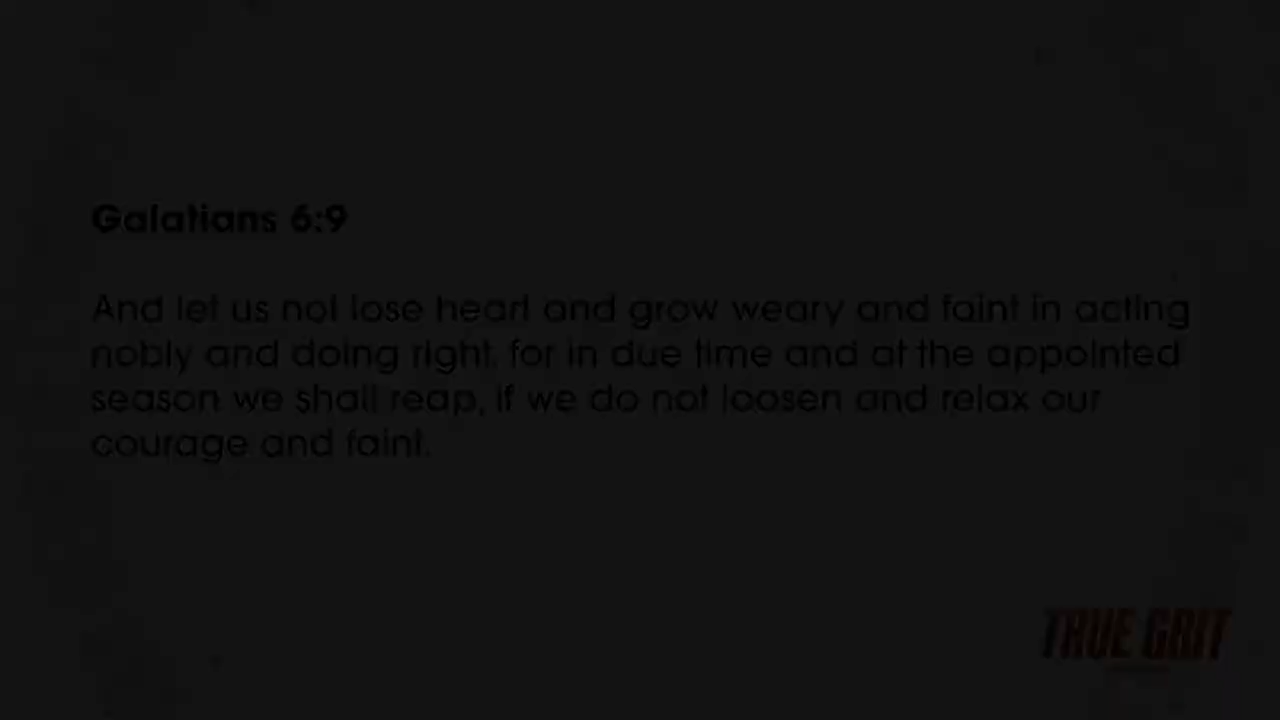 Galatians 6:9
And let us not lose heart and grow weary and faint in acting
nobly and doing right, for in due time and at the appointed
season we shall reap, if we do not loosen and relax our
courage and faint.
TRUE GRIT